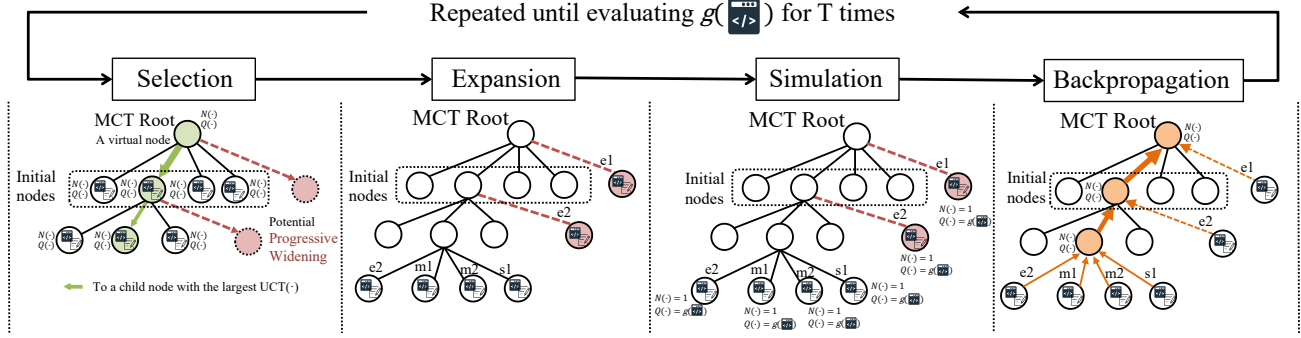 Repeated until evaluating g( </> ) for T times
Selection
Expansion
Simulation
Backpropagation
MCT Root
N(·)
Q(·)
A virtual node
Initial
nodes
N(·)
Q(·)
N(·)
Q(·)
N(·)
Q(·)
N(·)
Q(·)
N(·)
Q(·)
N(·)
Q(·)
N(·)
Q(·)
Potential
Progressive
Widening
To a child node with the largest UCT(·)
MCT Root
e1
Initial
nodes
e2
e2
m1
m2
s1
MCT Root
e1
Initial
nodes
N(·) = 1
Q(·) = g( </> )
e2
N(·) = 1
Q(·) = g( </> )
e2
m1
m2
s1
N(·) = 1
Q(·) = g( </> )
N(·) = 1
Q(·) = g( </> )
N(·) = 1
Q(·) = g( </> )
N(·) = 1
Q(·) = g( </> )
MCT Root
N(·)
Q(·)
e1
Initial
nodes
N(·)
Q(·)
e2
N(·)
Q(·)
e2
m1
m2
s1